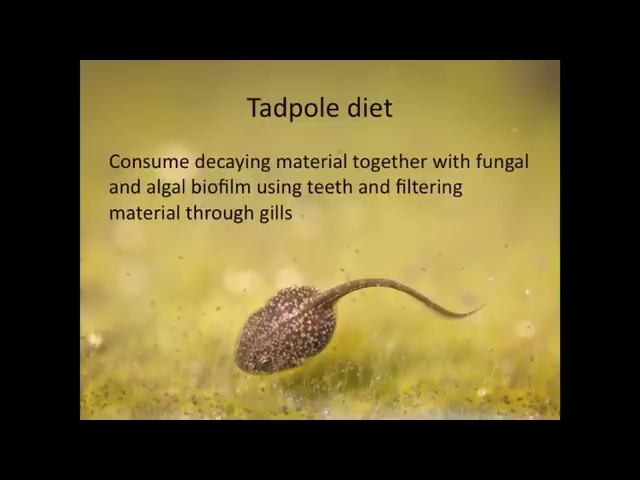 Tadpole diet
Consume decaying material together with fungal
and algal biofilm using teeth and filtering
material through gills